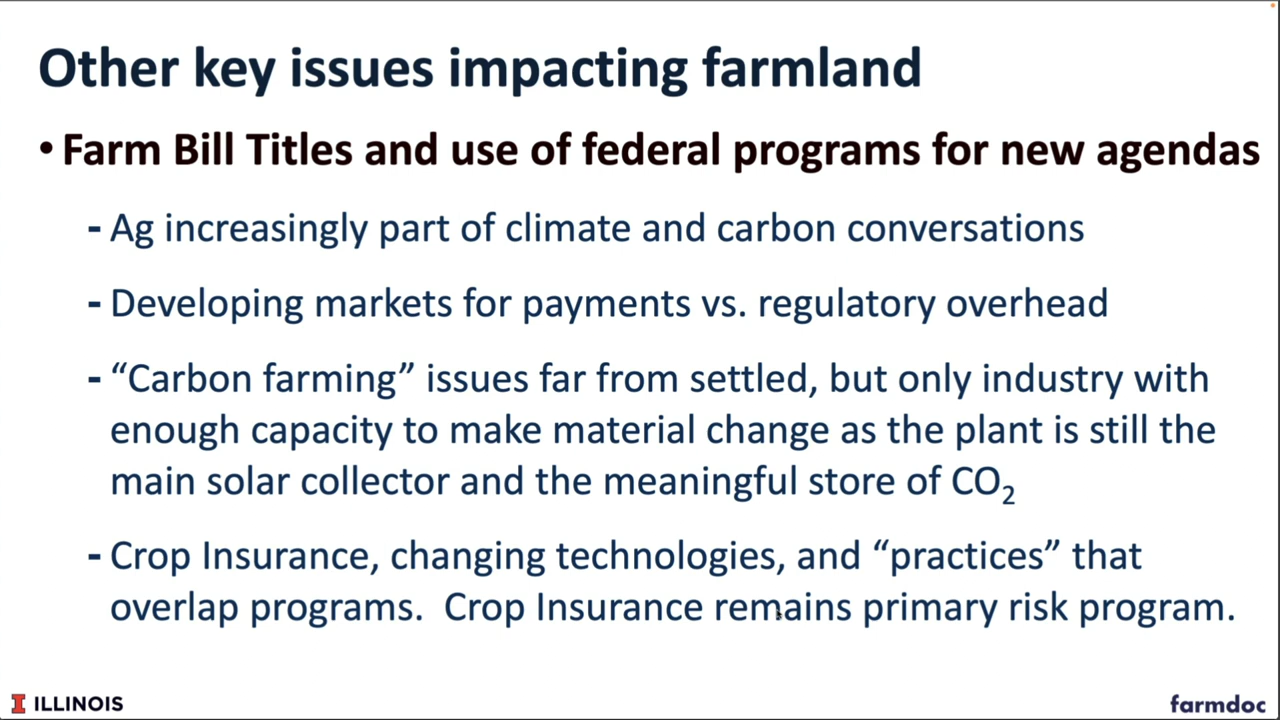 Other key issues impacting farmland
• Farm Bill Titles and use of federal programs for new agendas
- Ag increasingly part of climate and carbon conversations
- Developing markets for payments vs. regulatory overhead
- “Carbon farming” issues far from settled, but only industry with
enough capacity to make material change as the plant is still the
main solar collector and the meaningful store of CO₂
- Crop Insurance, changing technologies, and “practices” that
overlap programs.  Crop Insurance remains primary risk program.
I ILLINOIS
farmdoc